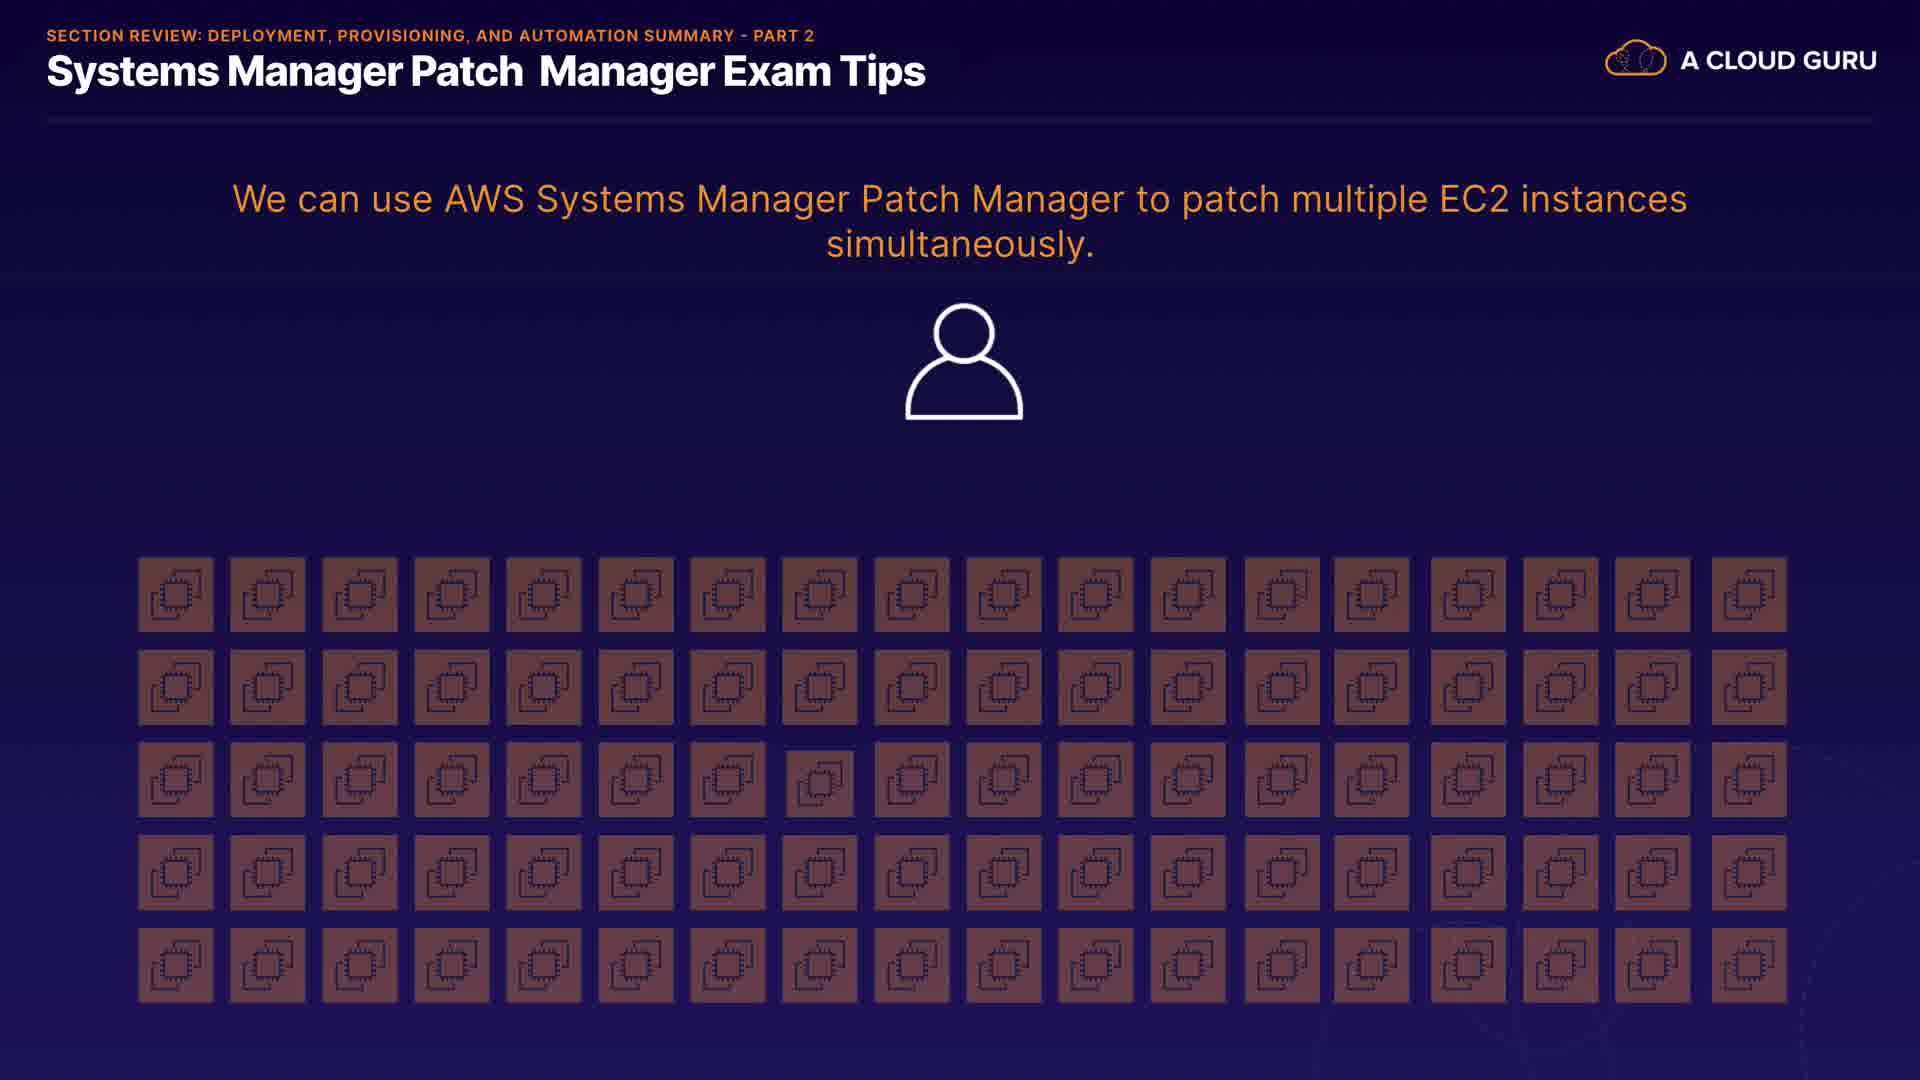 SECTION REVIEW: DEPLOYMENT, PROVISIONING, AND AUTOMATION SUMMARY - PART 2
Systems Manager Patch Manager Exam Tips
A CLOUD GURU
We can use AWS Systems Manager Patch Manager to patch multiple EC2 instances
simultaneously.